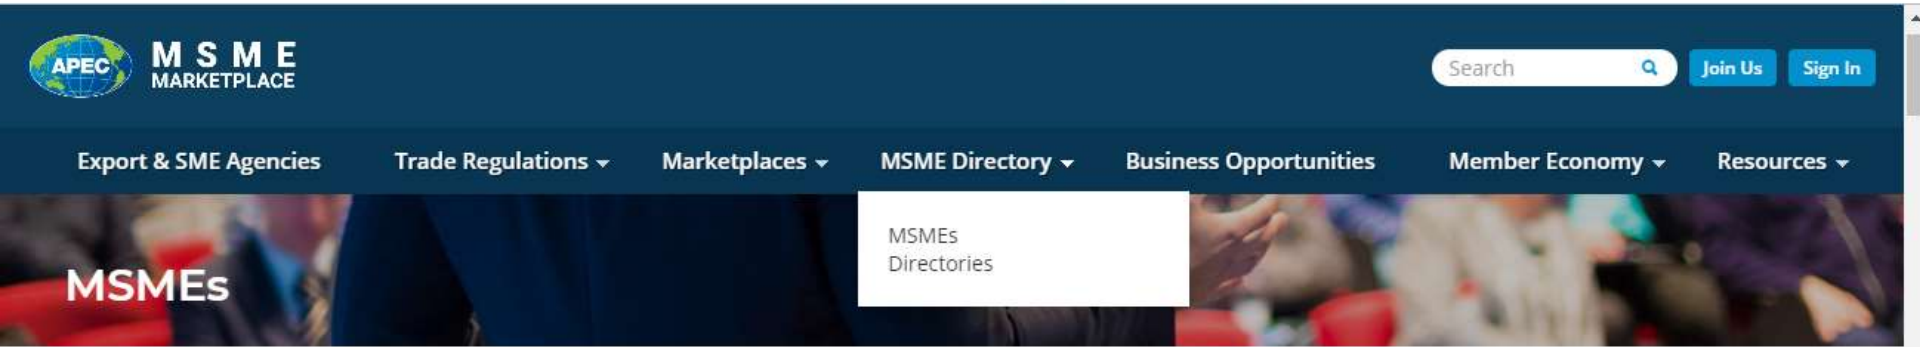 APEC
M S M E
MARKETPLACE
Search
Join Us
Sign In
Export & SME Agencies
Trade Regulations
Marketplaces
MSME Directory
Business Opportunities
Member Economy
Resources
MSMEs
Directories
MSMEs